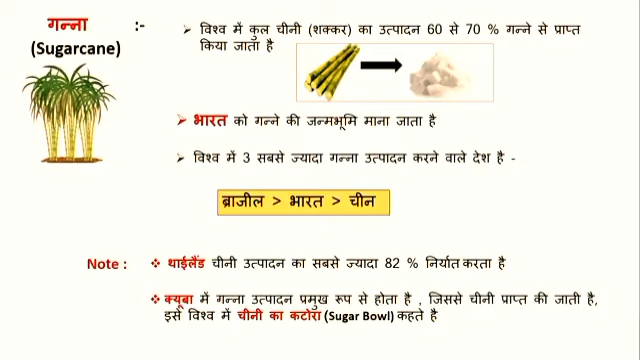 गन्ना :-
(Sugarcane)
➢ विश्व में कुल चीनी (शक्कर) का उत्पादन 60 से 70 % गन्ने से प्राप्त
किया जाता है
➢ भारत को गन्ने की जन्मभूमि माना जाता है
➢ विश्व में 3 सबसे ज्यादा गन्ना उत्पादन करने वाले देश है -
ब्राजील > भारत > चीन
Note : ❖ थाईलैंड चीनी उत्पादन का सबसे ज्यादा 82 % निर्यात करता है
❖ क्यूबा में गन्ना उत्पादन प्रमुख रूप से होता है , जिससे चीनी प्राप्त की जाती है,
इसे विश्व में चीनी का कटोरा (Sugar Bowl) कहते है